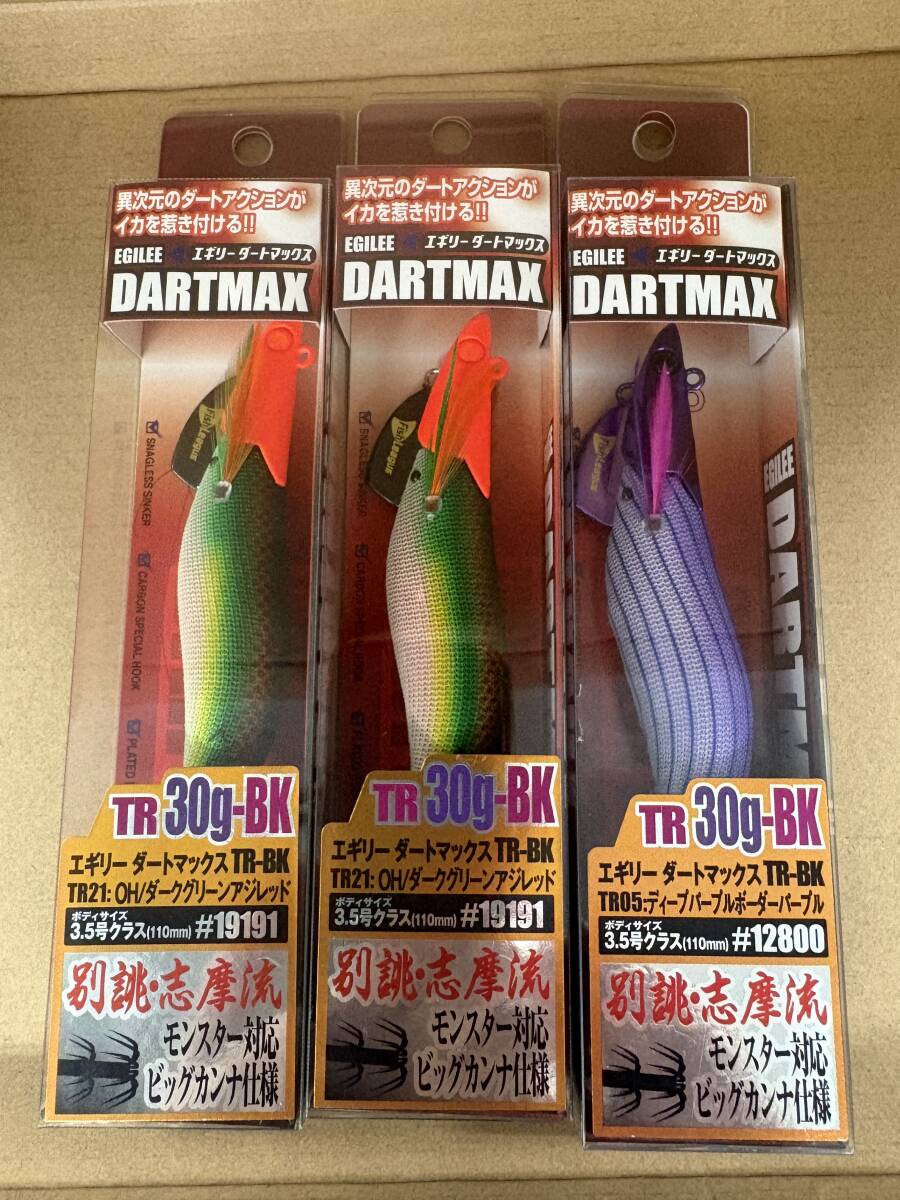 異次元のダートアクションが
イカを惹き付ける!!
EGILEE エギリーダートマックス
DARTMAX
Fish League
SNAGLESS SINKER
CARBON SPECIAL HOOK
PLATED
TR 30g-BK
エギリー ダートマックス TR-BK
TR21: OH/ダークグリーンアジレッド
ボディサイズ
3.5号クラス(110mm) #19191
別誂・志摩流
モンスター対応
ビッグカンナ仕様
異次元のダートアクションが
イカを惹き付ける!!
EGILEE エギリーダートマックス
DARTMAX
Fish League
SNAGLESS SINKER
TR 30g-BK
エギリー ダートマックス TR-BK
TR21: OH/ダークグリーンアジレッド
ボディサイズ
3.5号クラス(110mm) #19191
別誂・志摩流
モンスター対応
ビッグカンナ仕様
異次元のダートアクションが
イカを惹き付ける!!
EGILEE エギリーダートマックス
DARTMAX
Fish League
EGILEE
TR 30g-BK
エギリー ダートマックス TR-BK
TR05:ディープパープルボーダーパープル
ボディサイズ
3.5号クラス(110mm) #12800
別誂・志摩流
モンスター対応
ビッグカンナ仕様